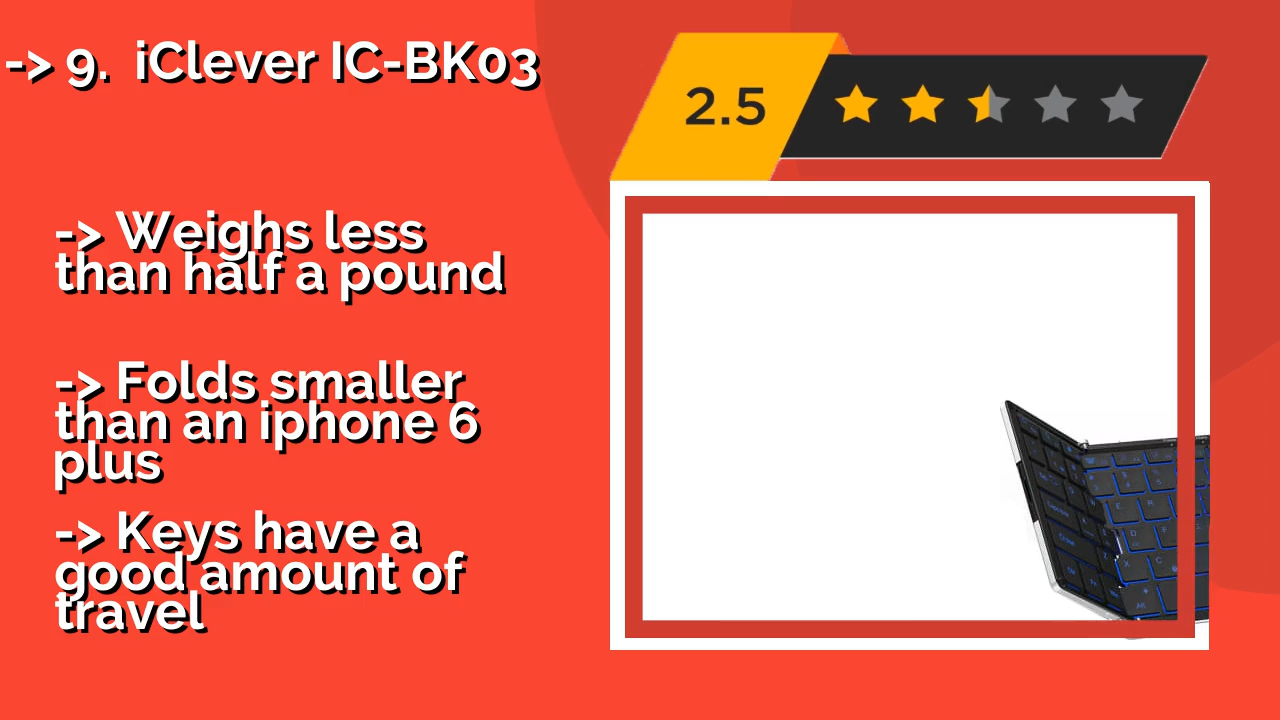 -> 9.  iClever IC-BK03
2.5
-> Weighs less
than half a pound
-> Folds smaller
than an iphone 6
plus
-> Keys have a
good amount of
travel